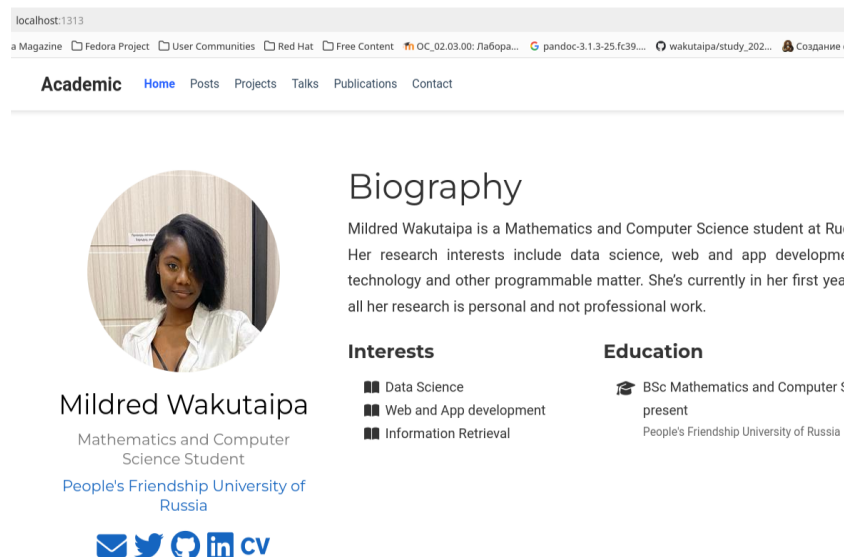 localhost:1313
a Magazine Fedora Project User Communities Red Hat Free Content OC_02.03.00: Лабора... pandoc-3.1.3-25.fc39.... wakutaipa/study_202... Создание
Academic Home Posts Projects Talks Publications Contact
Biography
Mildred Wakutaipa is a Mathematics and Computer Science student at
Her research interests include data science, web and app developme
technology and other programmable matter. She's currently in her first yea
all her research is personal and not professional work.
Interests
Data Science
Web and App development
Information Retrieval
Education
BSc Mathematics and Computer S
present
People's Friendship University of Russia
Mildred Wakutaipa
Mathematics and Computer
Science Student
People's Friendship University of
Russia
in CV